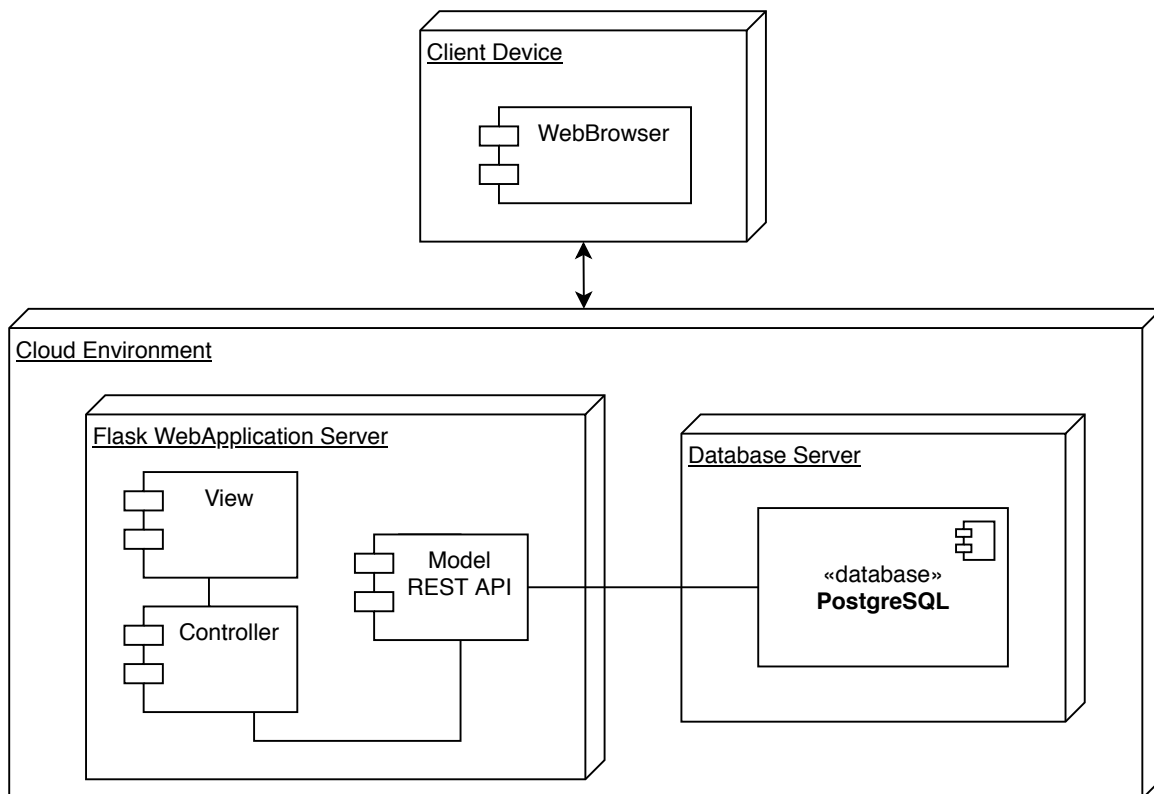 Client Device
WebBrowser
Cloud Environment
Flask WebApplication Server
View
Controller
Model
REST API
Database Server
«database»
PostgreSQL